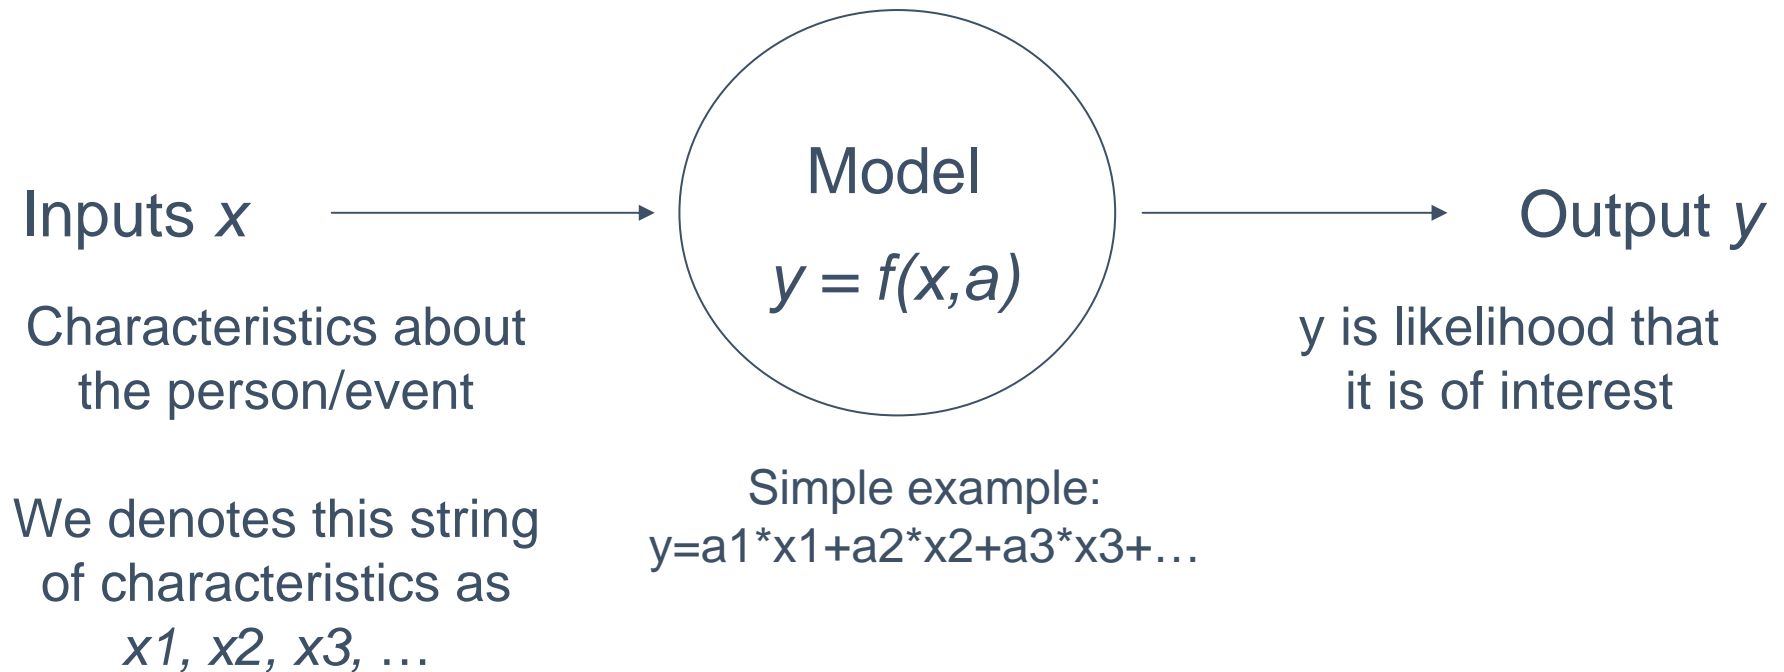 Inputs x
Characteristics about
the person/event
We denotes this string
of characteristics as
x1, x2, x3, …
Model
y = f(x,a)
Simple example:
y=a1*x1+a2*x2+a3*x3+…
Output y
y is likelihood that
it is of interest